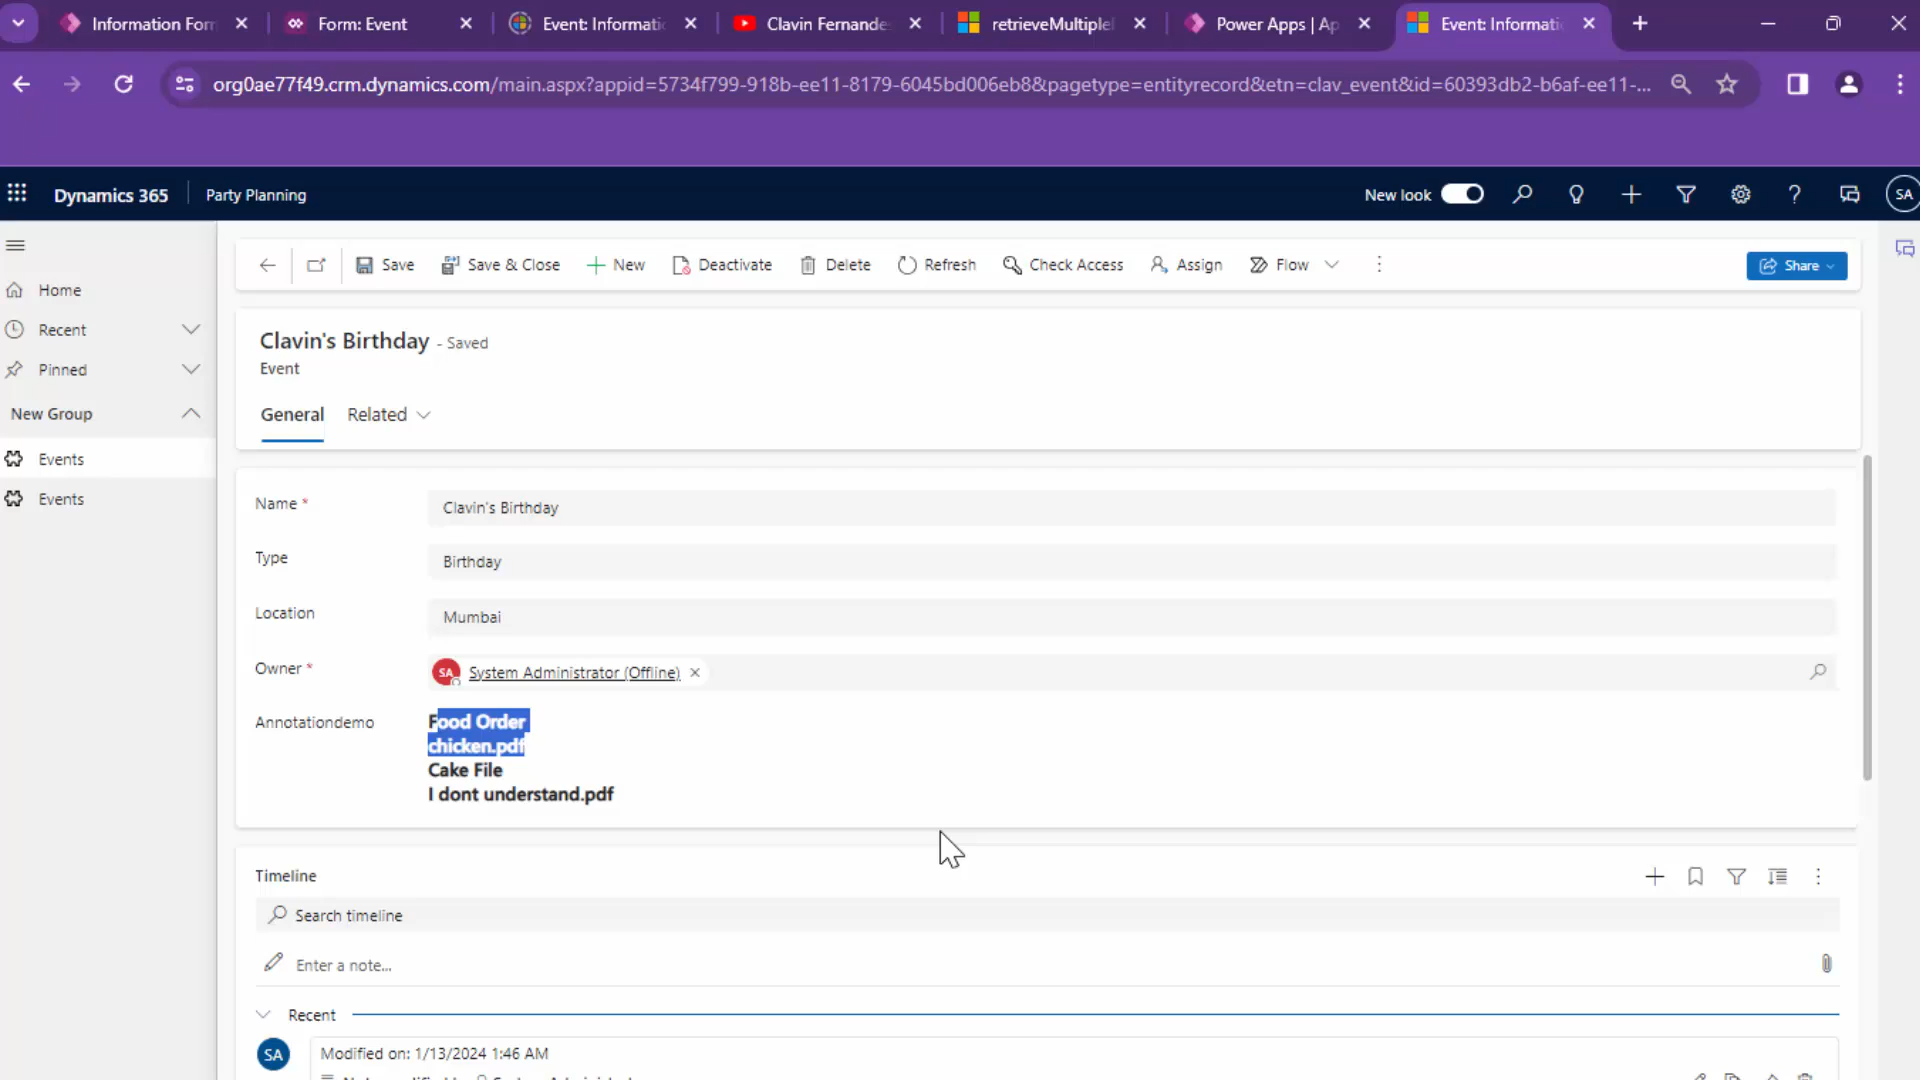 Information For
Form: Event
Event: Informati
Clavin Fernande
retrieveMultiple
Power Apps | Ap
Event: Informati
org0ae77f49.crm.dynamics.com/main.aspx?appid=5734f799-918b-ee11-8179-6045bd006eb8&pagetype=entityrecord&etn=clav_event&id=60393db2-b6af-ee11-...
Dynamics 365
Party Planning
New look
SA
Save
Save & Close
New
Deactivate
Delete
Refresh
Check Access
Assign
Flow
Share
Home
Recent
Pinned
New Group
Events
Events
Clavin's Birthday - Saved
Event
General
Related
Name *
Clavin's Birthday
Type
Birthday
Location
Mumbai
Owner *
SA
System Administrator (Offline)
Annotationdemo
Food Order
chicken.pdf
Cake File
I dont understand.pdf
Timeline
Search timeline
Enter a note...
Recent
SA
Modified on: 1/13/2024 1:46 AM